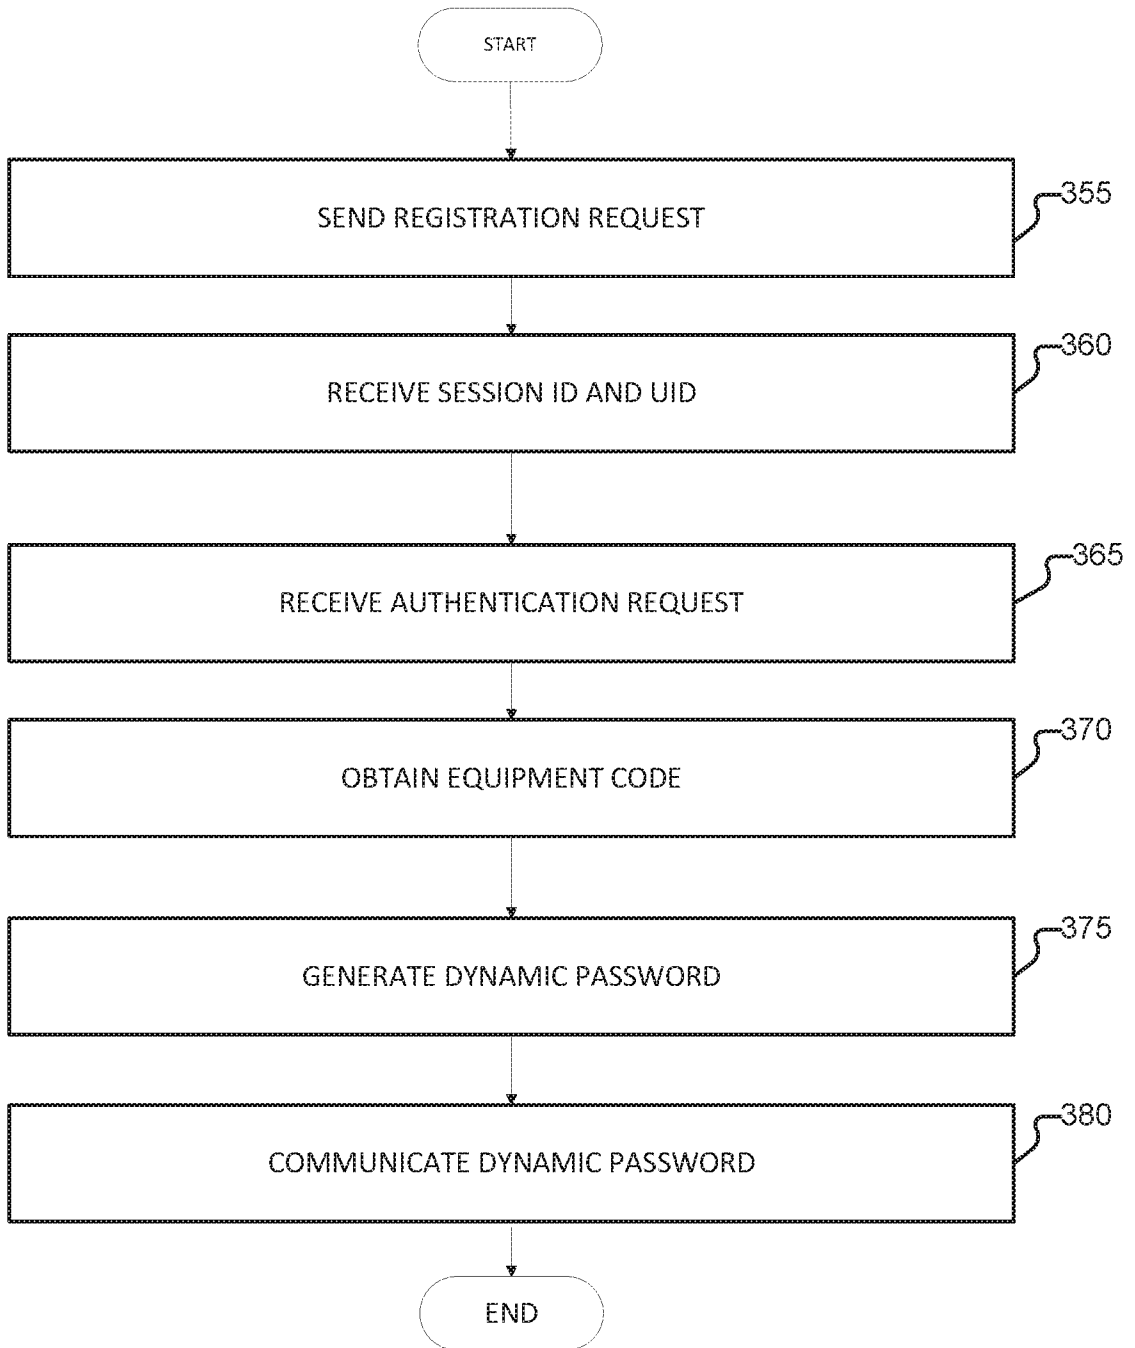 START
SEND REGISTRATION REQUEST
355
RECEIVE SESSION ID AND UID
360
RECEIVE AUTHENTICATION REQUEST
365
OBTAIN EQUIPMENT CODE
370
GENERATE DYNAMIC PASSWORD
375
COMMUNICATE DYNAMIC PASSWORD
380
END